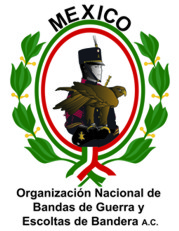 MEXICO
Organización Nacional de
Bandas de Guerra y
Escoltas de Bandera A.C.